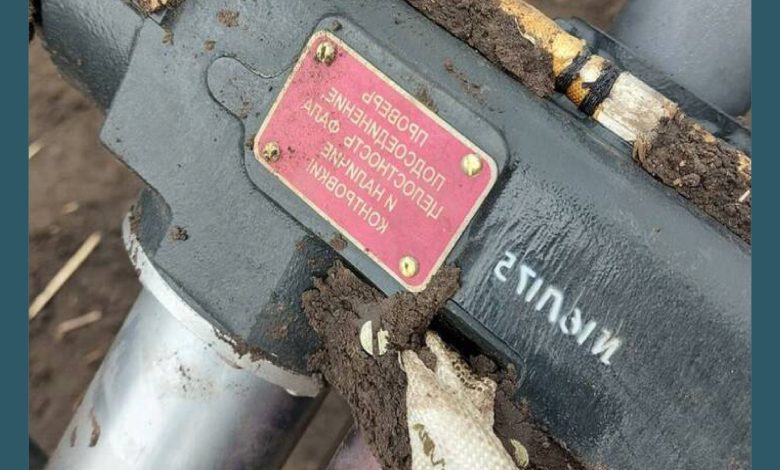 ПРОВЕРЬ
ПОДСОЕДИНЕНИЕ,
ЦЕЛОСТНОСТЬ ФАЛА
И НАЛИЧИЕ
КОНТРОВКИ!